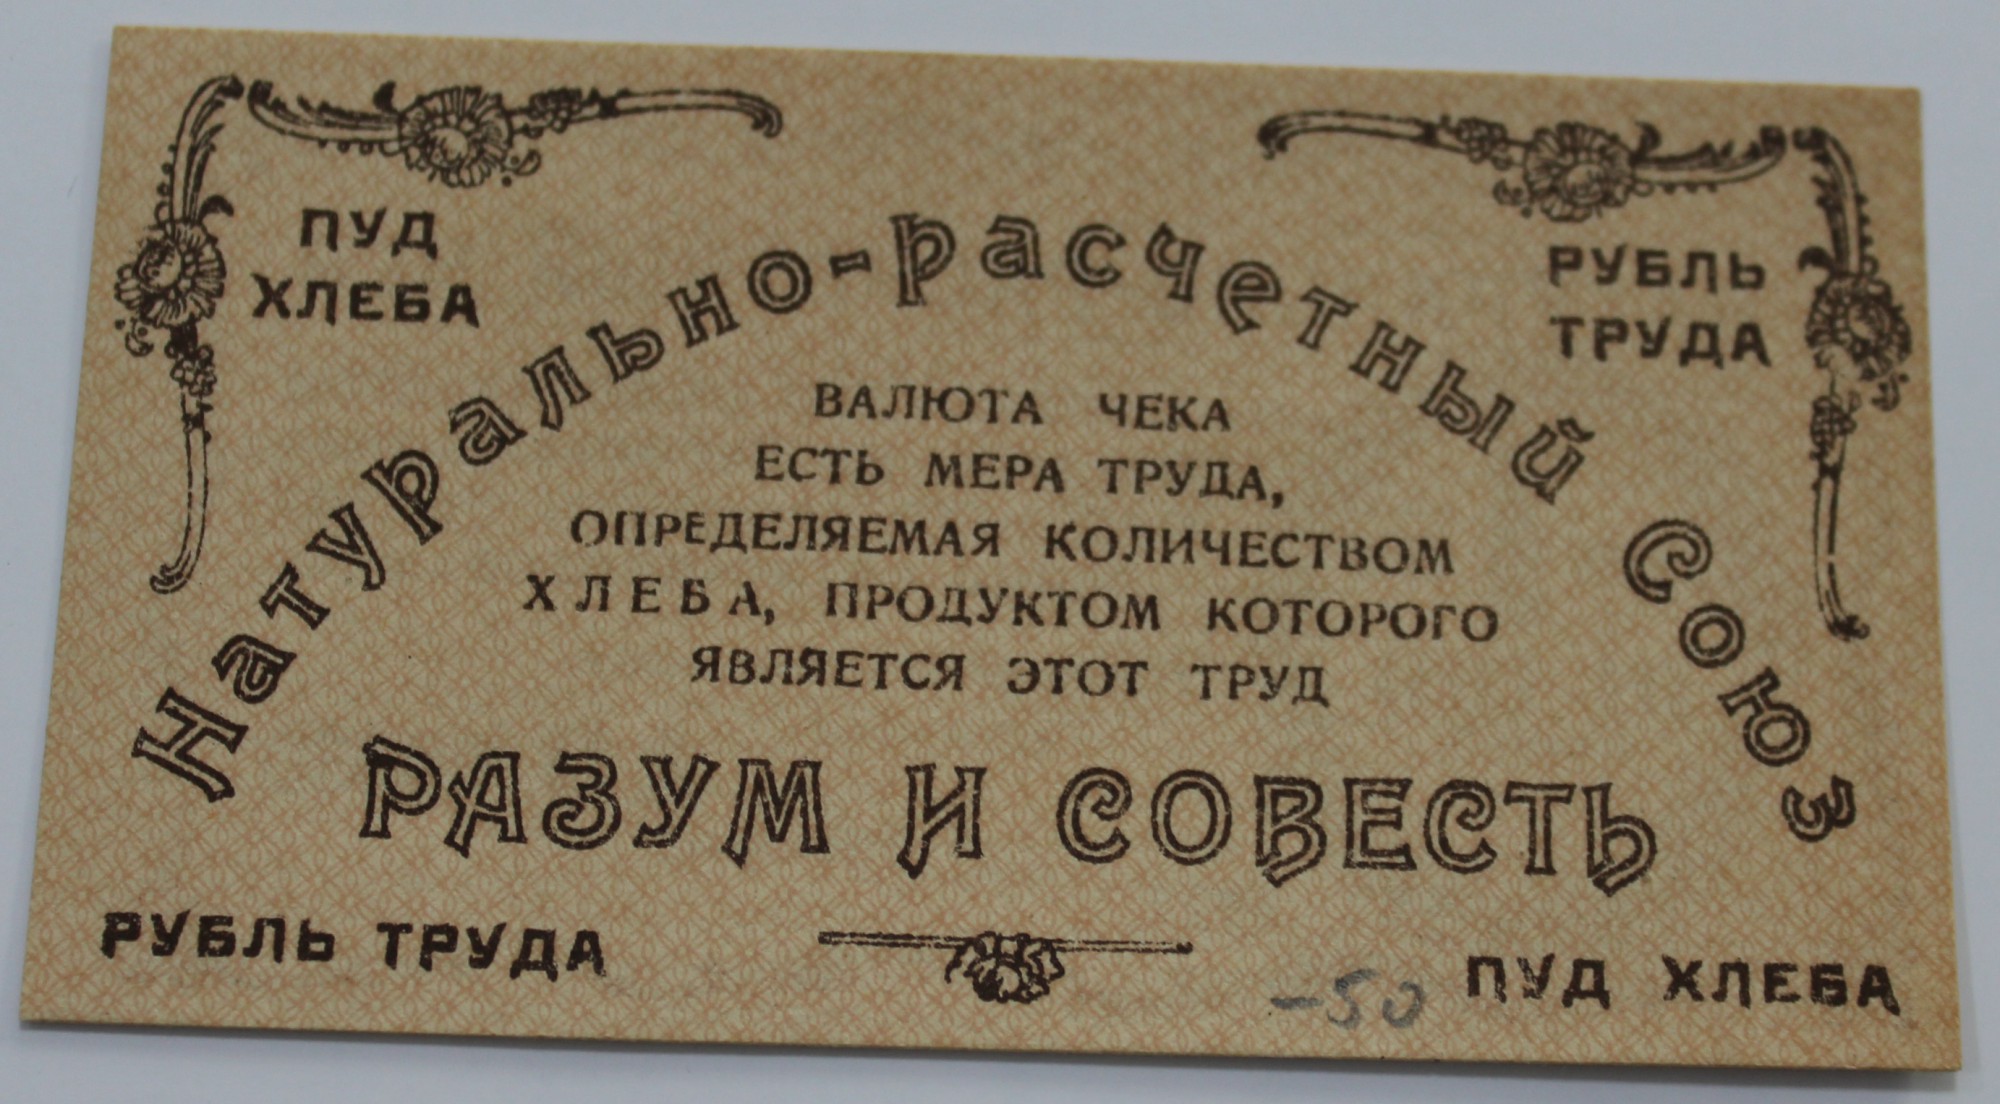 ПУД
ХЛЕБА
РУБЛЬ
ТРУДА
Натурально-расчетный Союз
ВАЛЮТА ЧЕКА
ЕСТЬ МЕРА ТРУДА,
ОПРЕДЕЛЯЕМАЯ КОЛИЧЕСТВОМ
ХЛЕБА, ПРОДУКТОМ КОТОРОГО
ЯВЛЯЕТСЯ ЭТОТ ТРУД
РАЗУМ И СОВЕСТЬ
РУБЛЬ ТРУДА
ПУД ХЛЕБА
-50